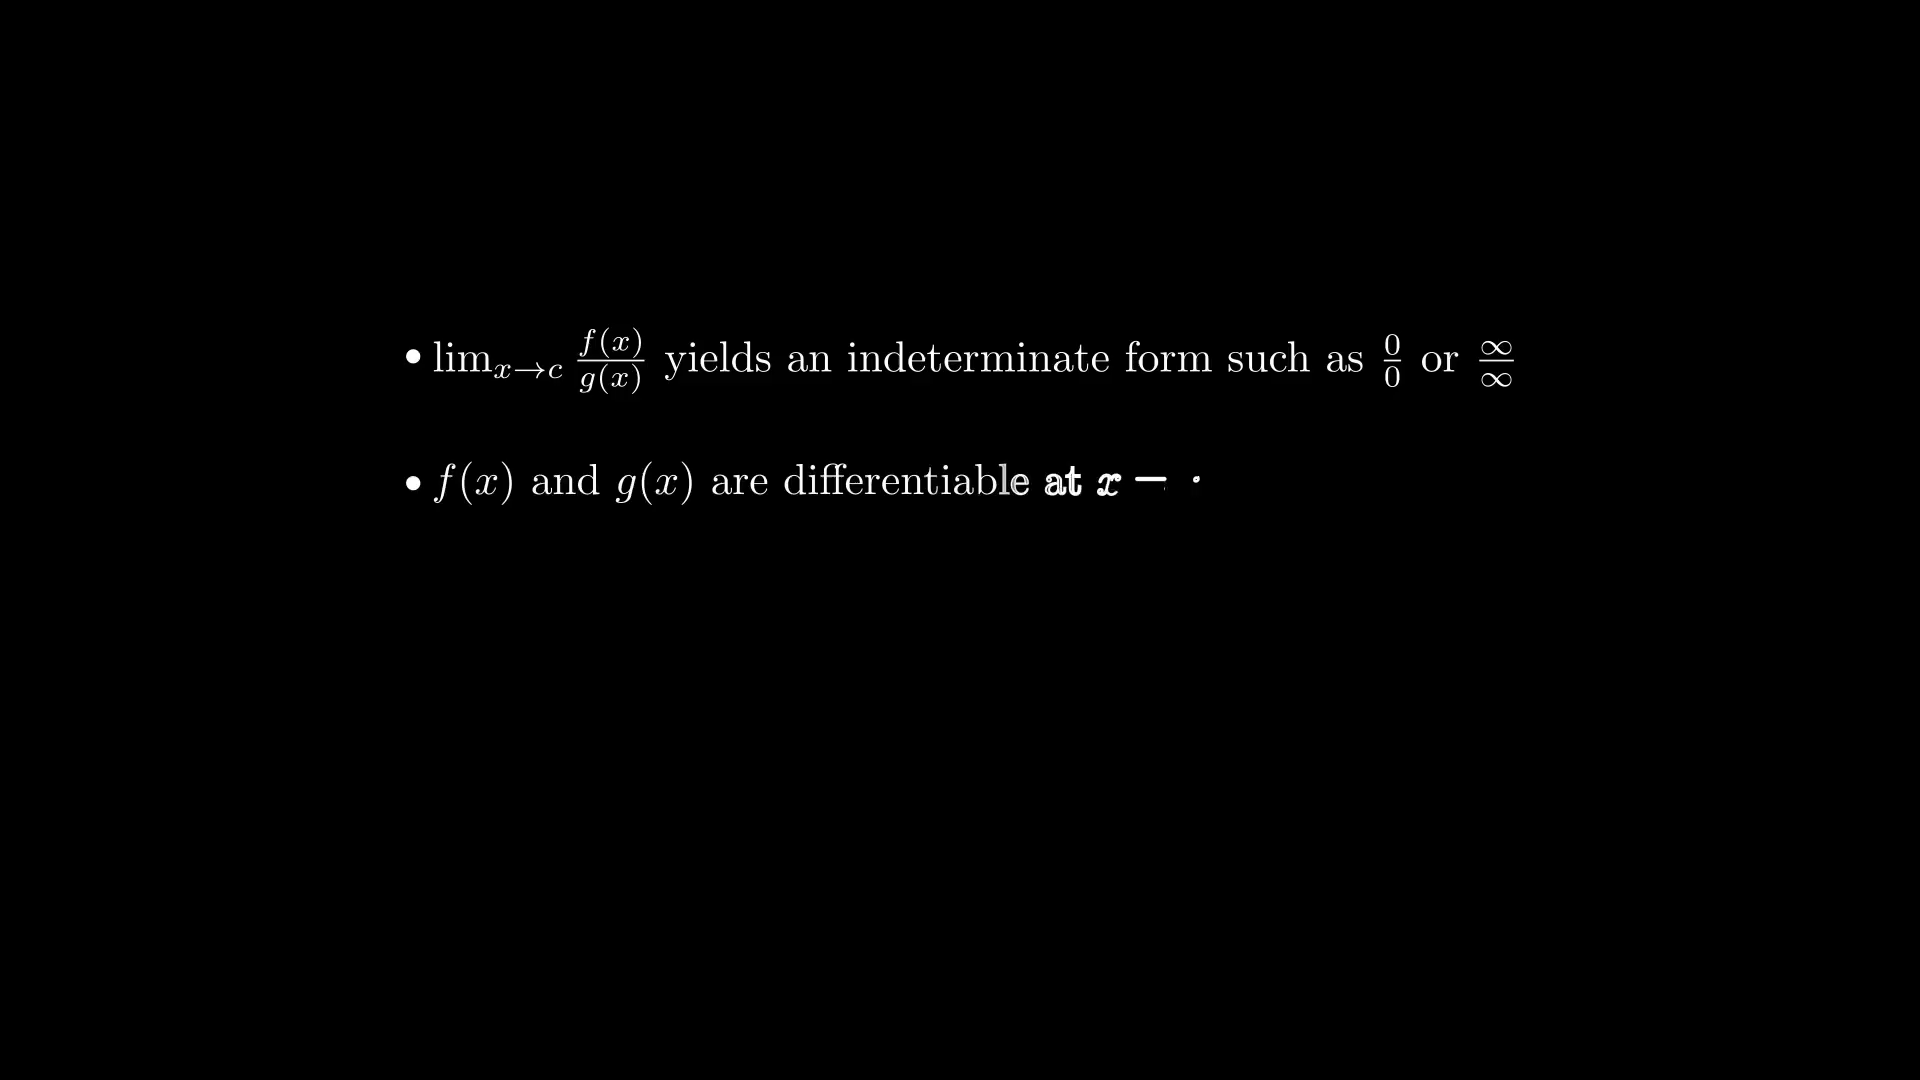 • lim_{x→c} f(x)/g(x) yields an indeterminate form such as 0/0 or ∞/∞
• f(x) and g(x) are differentiable at x